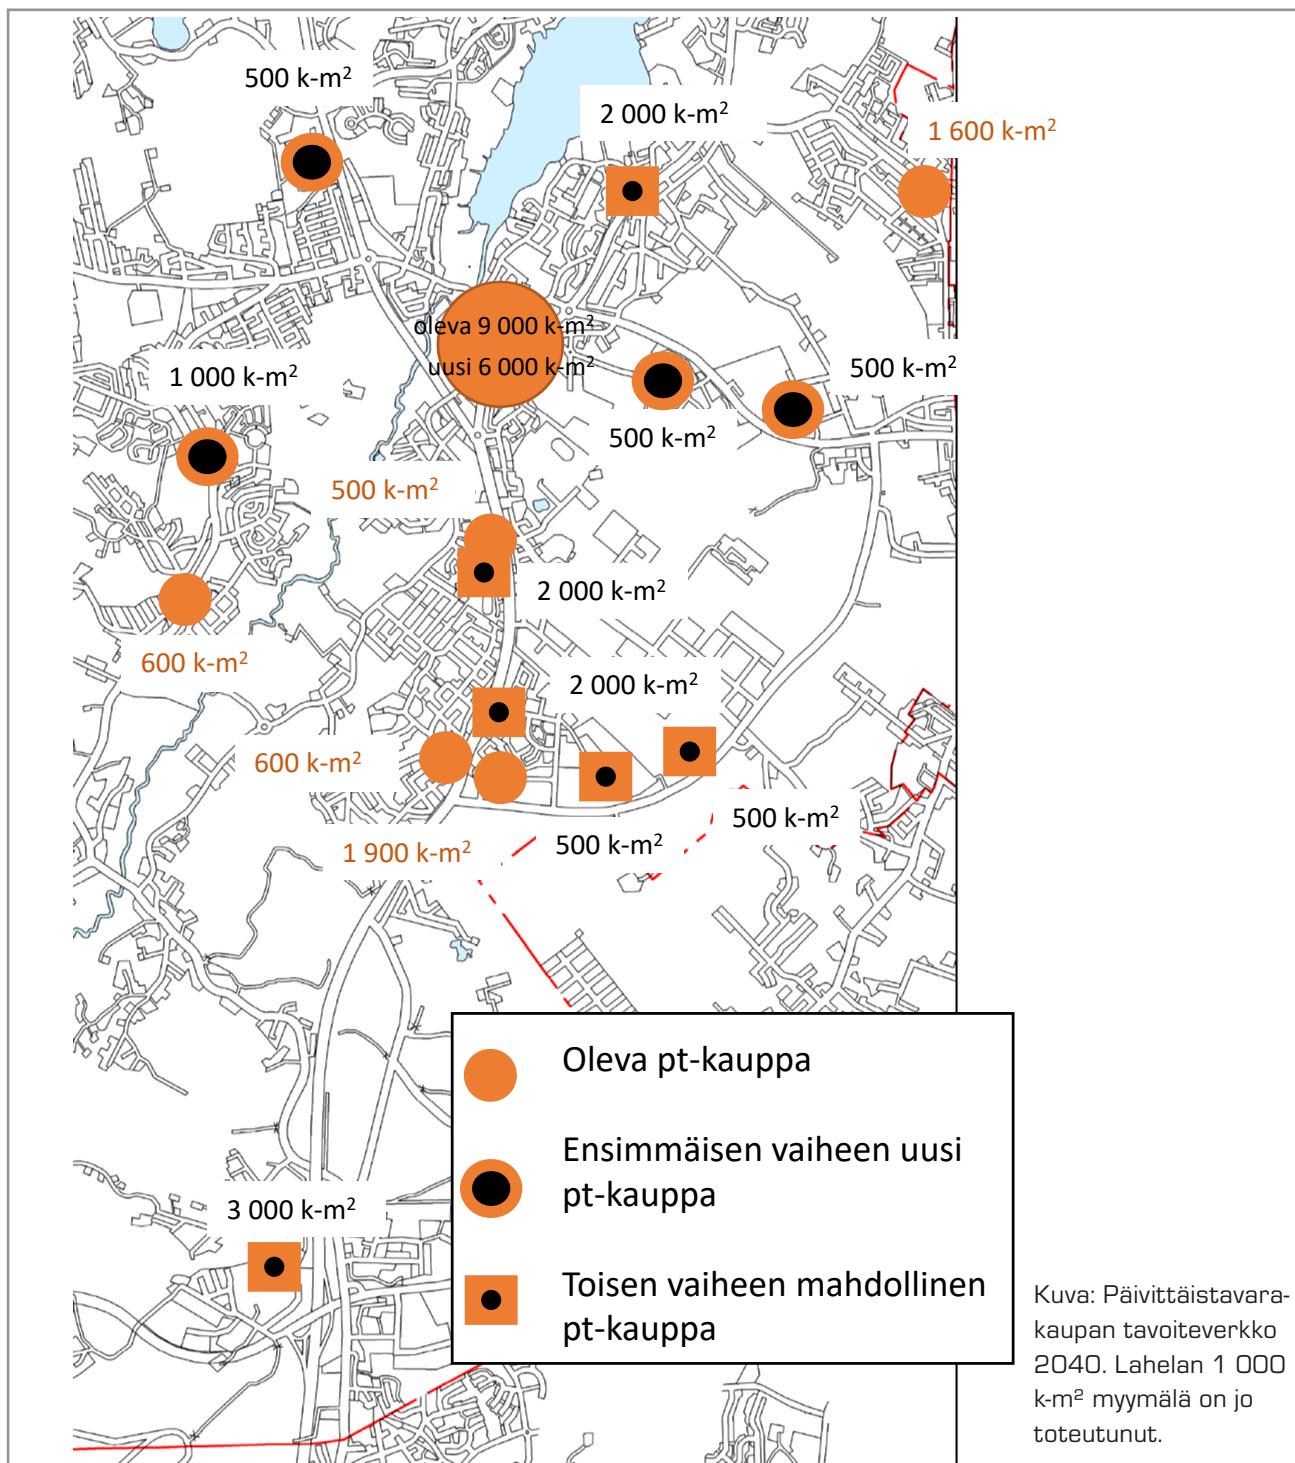 500 k-m²
2 000 k-m²
1 600 k-m²
oleva 9 000 k-m²
uusi 6 000 k-m²
1 000 k-m²
500 k-m²
500 k-m²
500 k-m²
2 000 k-m²
600 k-m²
2 000 k-m²
600 k-m²
500 k-m²
1 900 k-m²
500 k-m²
3 000 k-m²
Oleva pt-kauppa
Ensimmäisen vaiheen uusi
pt-kauppa
Toisen vaiheen mahdollinen
pt-kauppa
Kuva: Päivittäistavara-
kaupan tavoiteverkko
2040. Lahelan 1 000
k-m² myymälä on jo
toteutunut.